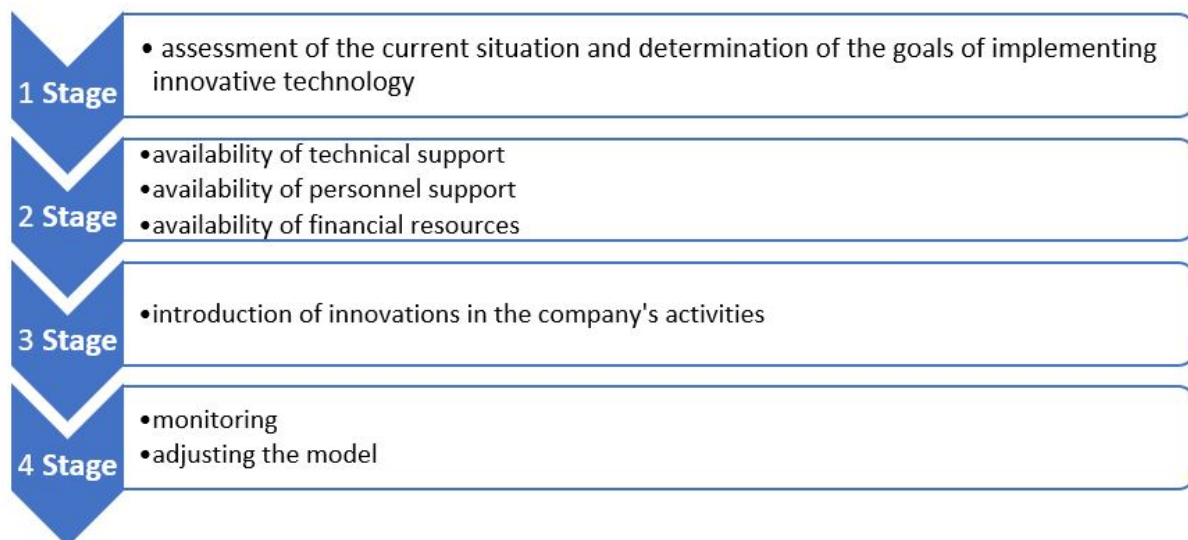 1 Stage
• assessment of the current situation and determination of the goals of implementing
innovative technology
2 Stage
•availability of technical support
•availability of personnel support
•availability of financial resources
3 Stage
•introduction of innovations in the company's activities
4 Stage
•monitoring
•adjusting the model